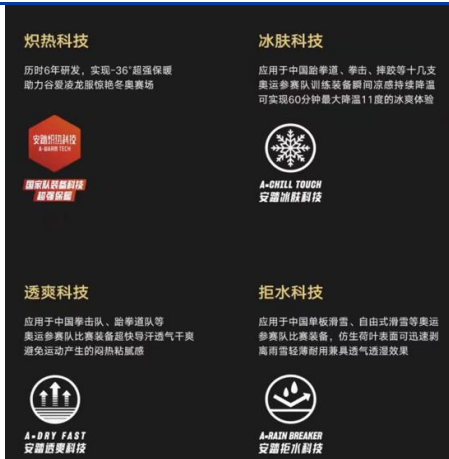 炽热科技
历时6年研发，实现-36°超强保暖
助力谷爱凌龙服惊艳冬奥赛场
安踏炽热科技
A-WARM TECH
国家队装备科技
超强保暖
冰肤科技
应用于中国跆拳道、拳击、摔跤等十几支
奥运参赛队训练装备瞬间凉感持续降温
可实现60分钟最大降温11度的冰爽体验
A-CHILL TOUCH
安踏冰肤科技
透爽科技
应用于中国拳击队、跆拳道队等
奥运参赛队比赛装备超快导汗透气干爽
避免运动产生的闷热粘腻感
A-DRY FAST
安踏透爽科技
拒水科技
应用于中国单板滑雪、自由式滑雪等奥运
参赛队比赛装备，仿生荷叶表面可迅速剥
离雨雪轻薄耐用兼具透气透湿效果
A-RAIN BREAKER
安踏拒水科技